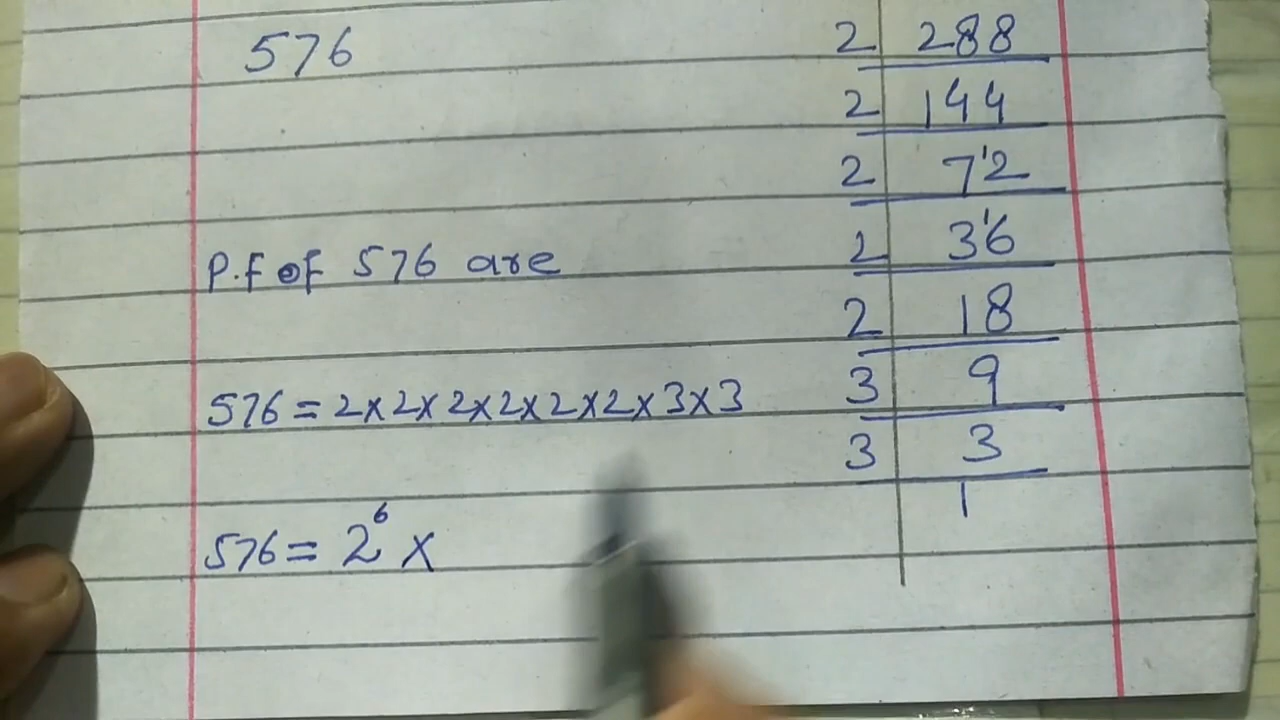 576
P.f of 576 are
576 = 2x2x2x2x2x2x3x3
576 = 2⁶ x
2 | 288
2 | 144
2 | 72
2 | 36
2 | 18
3 | 9
3 | 3
1